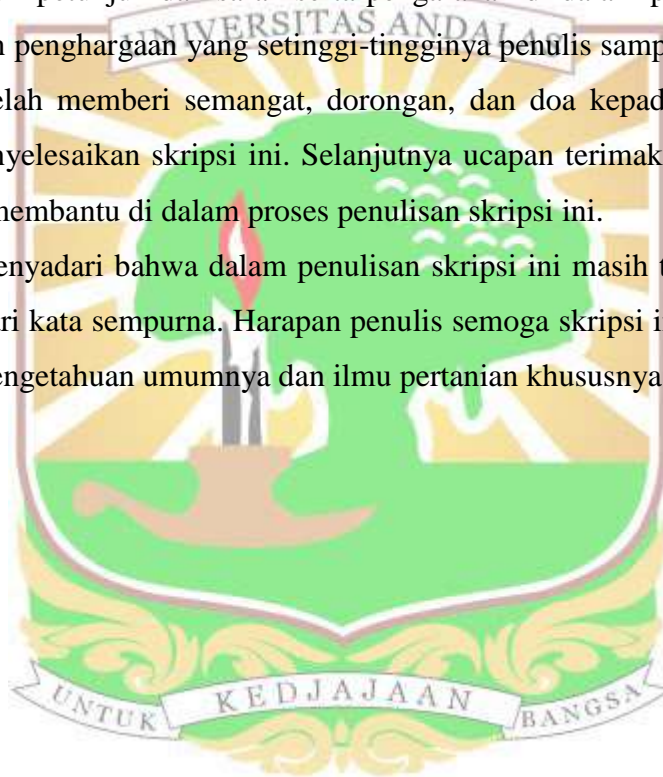 UNIVERSITAS ANDALAS
penghargaan yang setinggi-tingginya penulis samp
elah memberi semangat, dorongan, dan doa kepad
nyelesaikan skripsi ini. Selanjutnya ucapan terimak
membantu di dalam proses penulisan skripsi ini.
enyadari bahwa dalam penulisan skripsi ini masih t
ri kata sempurna. Harapan penulis semoga skripsi i
engetahuan umumnya dan ilmu pertanian khususnya
UNTUK KEDJAJAAN BANGSA